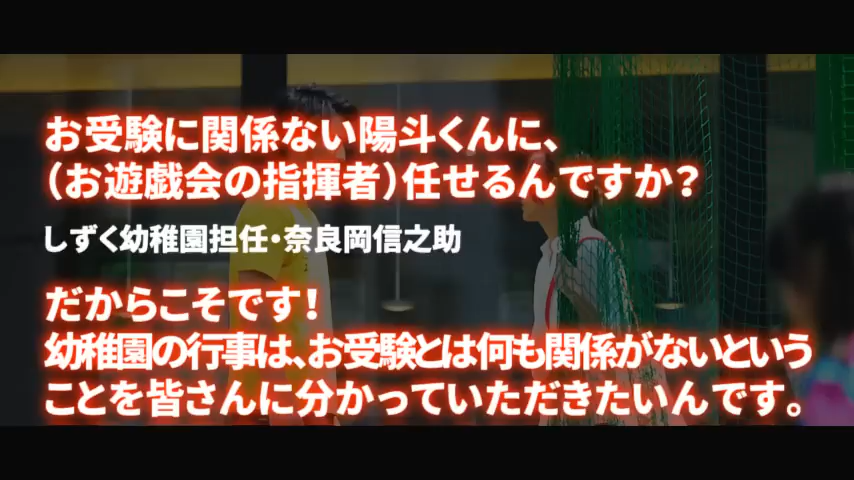 お受験に関係ない陽斗くんに、
（お遊戯会の指揮者）任せるんですか？
しずく幼稚園担任・奈良岡信之助
だからこそです！
幼稚園の行事は、お受験とは何も関係がないという
ことを皆さんに分かっていただきたいんです。